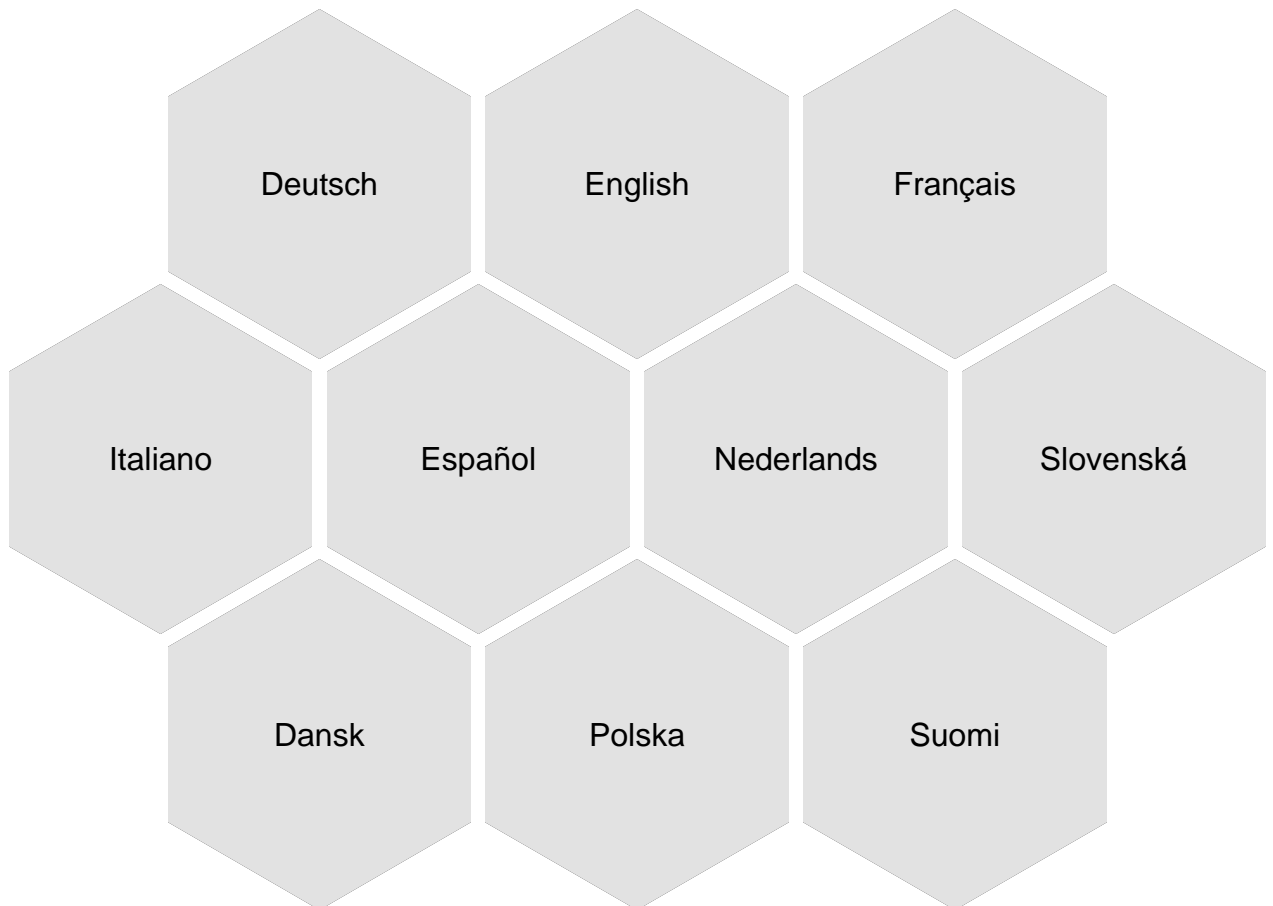 Deutsch
English
Français
Italiano
Español
Nederlands
Slovenská
Dansk
Polska
Suomi